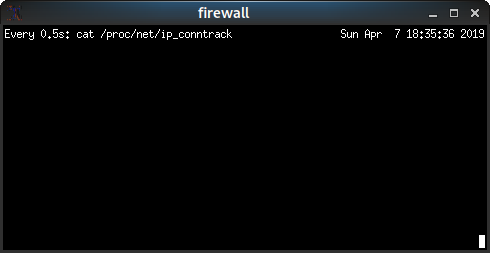 firewall
Every 0.5s: cat /proc/net/ip_conntrack Sun Apr  7 18:35:36 2019